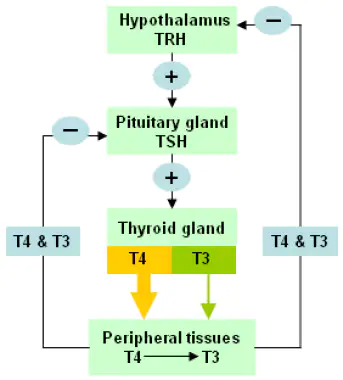 Hypothalamus
TRH
−
+
−
Pituitary gland
TSH
+
Thyroid gland
T4 T3
T4 & T3
T4 & T3
Peripheral tissues
T4 T3